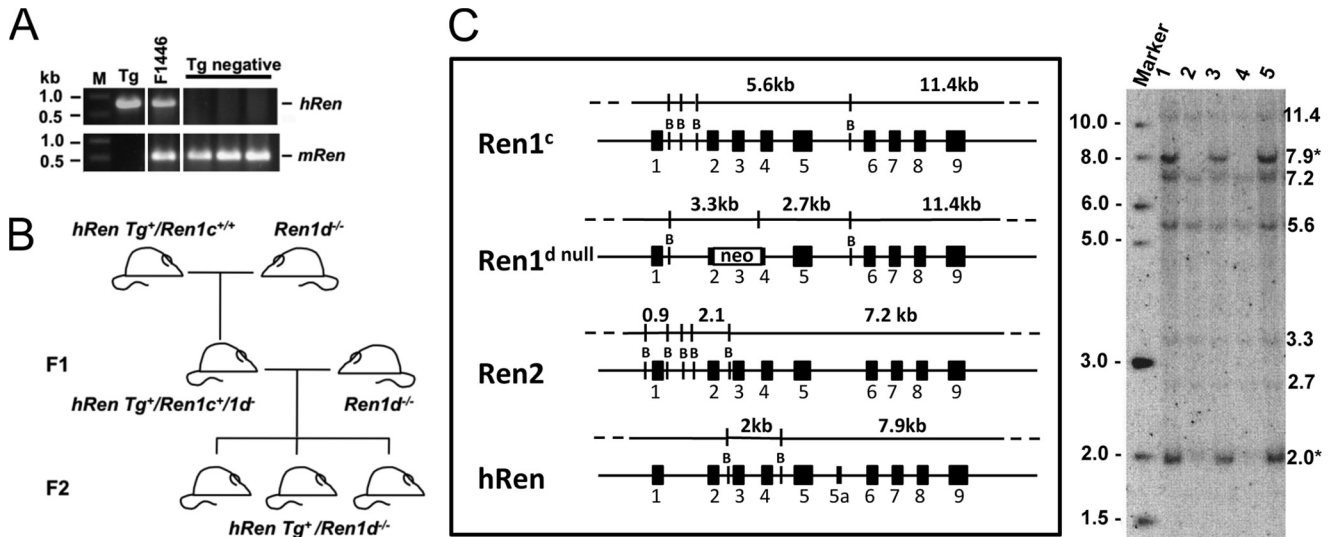 A
kb M Tg F1446 Tg negative
1.0
0.5
hRen
1.0
0.5
mRen
B
hRen Tg+/Ren1c+/+ Ren1d-/-
F1
hRen Tg+/Ren1c+/1d- Ren1d-/-
F2
hRen Tg+/Ren1d-/-
C
5.6kb 11.4kb
B B B B
Ren1c
1 2 3 4 5 6 7 8 9
3.3kb 2.7kb 11.4kb
B B
Ren1d null
neo
1 2 3 4 5 6 7 8 9
0.9 2.1 7.2 kb
B B B B B
Ren2
1 2 3 4 5 6 7 8 9
2kb 7.9kb
B B
hRen
1 2 3 4 5 5a 6 7 8 9
Marker 1 2 3 4 5
10.0 -
8.0 -
6.0 -
5.0 -
3.0 -
2.0 -
1.5 -
11.4
7.9*
7.2
5.6
3.3
2.7
2.0*